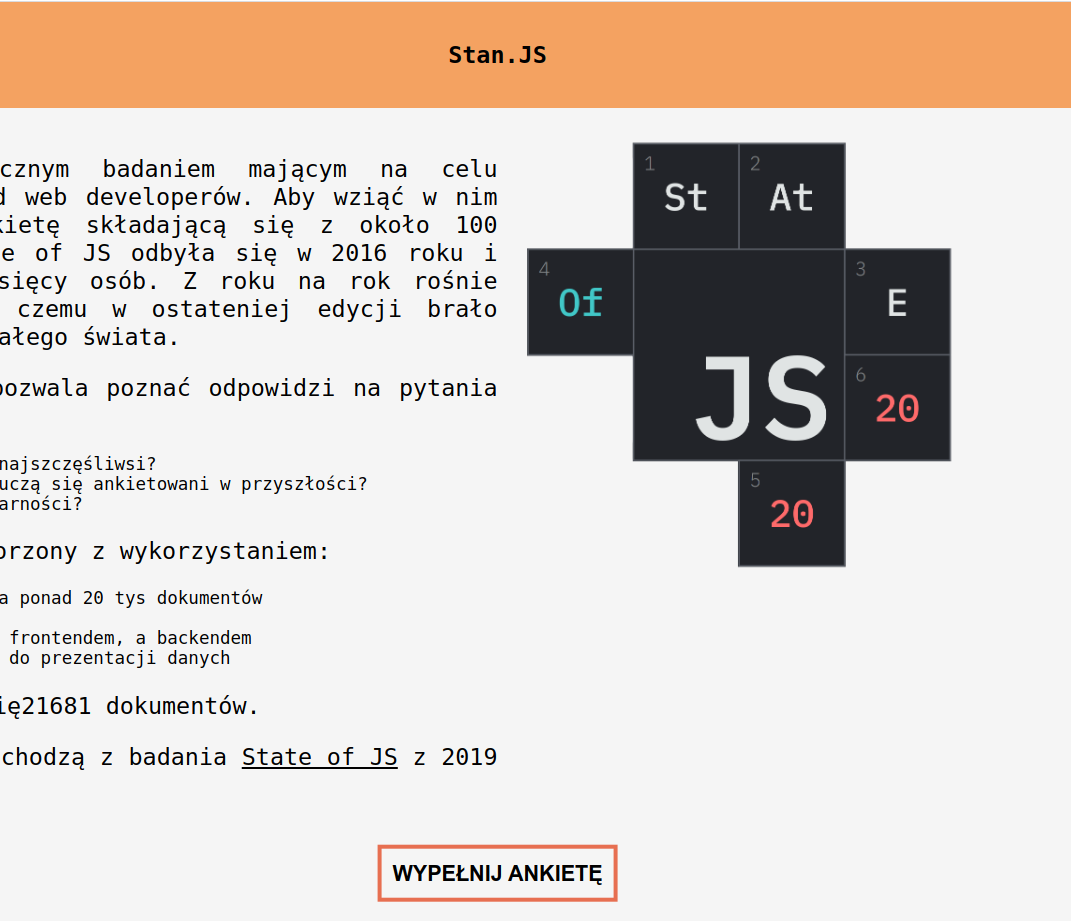 Stan.JS
cznym badaniem mającym na celu
d web developerów. Aby wziąć w nim
kietę składającą się z około 100
e of JS odbyła się w 2016 roku i
sięcy osób. Z roku na rok rośnie
czemu w ostateniej edycji brało
ałego świata.
pozwala poznać odpowidzi na pytania
najszczęśliwsi?
uczą się ankietowani w przyszłości?
arności?
orzony z wykorzystaniem:
a ponad 20 tys dokumentów
frontendem, a backendem
do prezentacji danych
ię21681 dokumentów.
chodzą z badania State of JS z 2019
1 St 2 At
4 Of 3 E
JS 6 20
5 20
WYPEŁNIJ ANKIETĘ